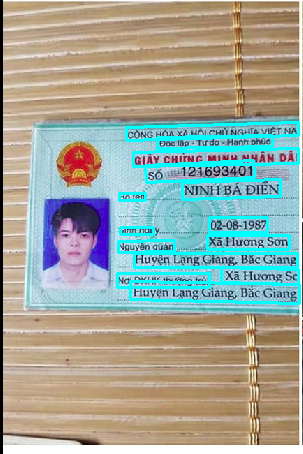 CỘNG HÒA XÃ HỘI CHỦ NGHĨA VIỆT NA
Độc lập - Tự do - Hạnh phúc
GIẤY CHỨNG MINH NHÂN DÂ
SỐ 121693401
Họ tên NINH BÁ ĐIỀN
Sinh ngày 02-08-1987
Nguyên quán Xã Hương Sơn
Huyện Lạng Giang, Bắc Giang
Xã Hương Sơ
Huyện Lạng Giang, Bắc Giang